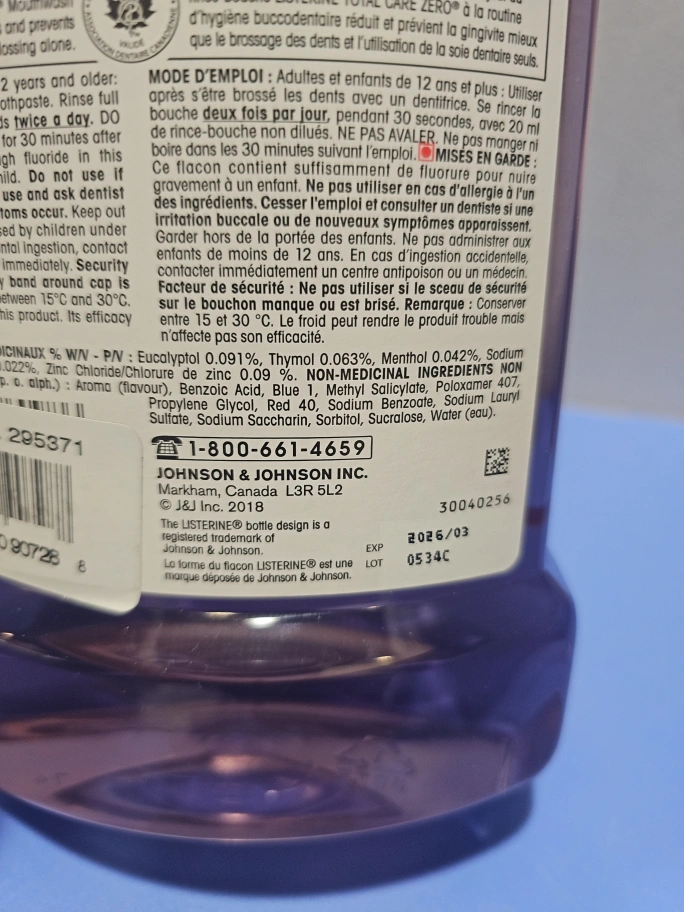 Mouthwash
and prevents
lossing alone.
ASSOCIATION DENTAIRE CANADIENNE
VALIDÉ
TOTAL CARE ZERO® à la routine
d'hygiène buccodentaire réduit et prévient la gingivite mieux
que le brossage des dents et l'utilisation de la soie dentaire seuls.
2 years and older:
othpaste. Rinse full
ds twice a day. DO
for 30 minutes after
gh fluoride in this
hild. Do not use if
use and ask dentist
toms occur. Keep out
sed by children under
ntal ingestion, contact
immediately. Security
y band around cap is
etween 15°C and 30°C.
his product. Its efficacy
MODE D'EMPLOI : Adultes et enfants de 12 ans et plus : Utiliser
après s'être brossé les dents avec un dentifrice. Se rincer la
bouche deux fois par jour, pendant 30 secondes, avec 20 ml
de rince-bouche non dilués. NE PAS AVALER. Ne pas manger ni
boire dans les 30 minutes suivant l'emploi. MISES EN GARDE :
Ce flacon contient suffisamment de fluorure pour nuire
gravement à un enfant. Ne pas utiliser en cas d'allergie à l'un
des ingrédients. Cesser l'emploi et consulter un dentiste si une
irritation buccale ou de nouveaux symptômes apparaissent.
Garder hors de la portée des enfants. Ne pas administrer aux
enfants de moins de 12 ans. En cas d'ingestion accidentelle,
contacter immédiatement un centre antipoison ou un médecin.
Facteur de sécurité : Ne pas utiliser si le sceau de sécurité
sur le bouchon manque ou est brisé. Remarque : Conserver
entre 15 et 30 °C. Le froid peut rendre le produit trouble mais
n'affecte pas son efficacité.
DICINAUX % W/V - P/V : Eucalyptol 0.091%, Thymol 0.063%, Menthol 0.042%, Sodium
.022%, Zinc Chloride/Chlorure de zinc 0.09 %. NON-MEDICINAL INGREDIENTS NON
p. o. alph.) : Aroma (flavour), Benzoic Acid, Blue 1, Methyl Salicylate, Poloxamer 407,
Propylene Glycol, Red 40, Sodium Benzoate, Sodium Lauryl
Sulfate, Sodium Saccharin, Sorbitol, Sucralose, Water (eau).
295371
0 90728 8
1-800-661-4659
JOHNSON & JOHNSON INC.
Markham, Canada L3R 5L2
© J&J Inc. 2018
30040256
The LISTERINE® bottle design is a
registered trademark of
Johnson & Johnson.
La forme du flacon LISTERINE® est une
marque déposée de Johnson & Johnson.
EXP 2026/03
LOT 0534C